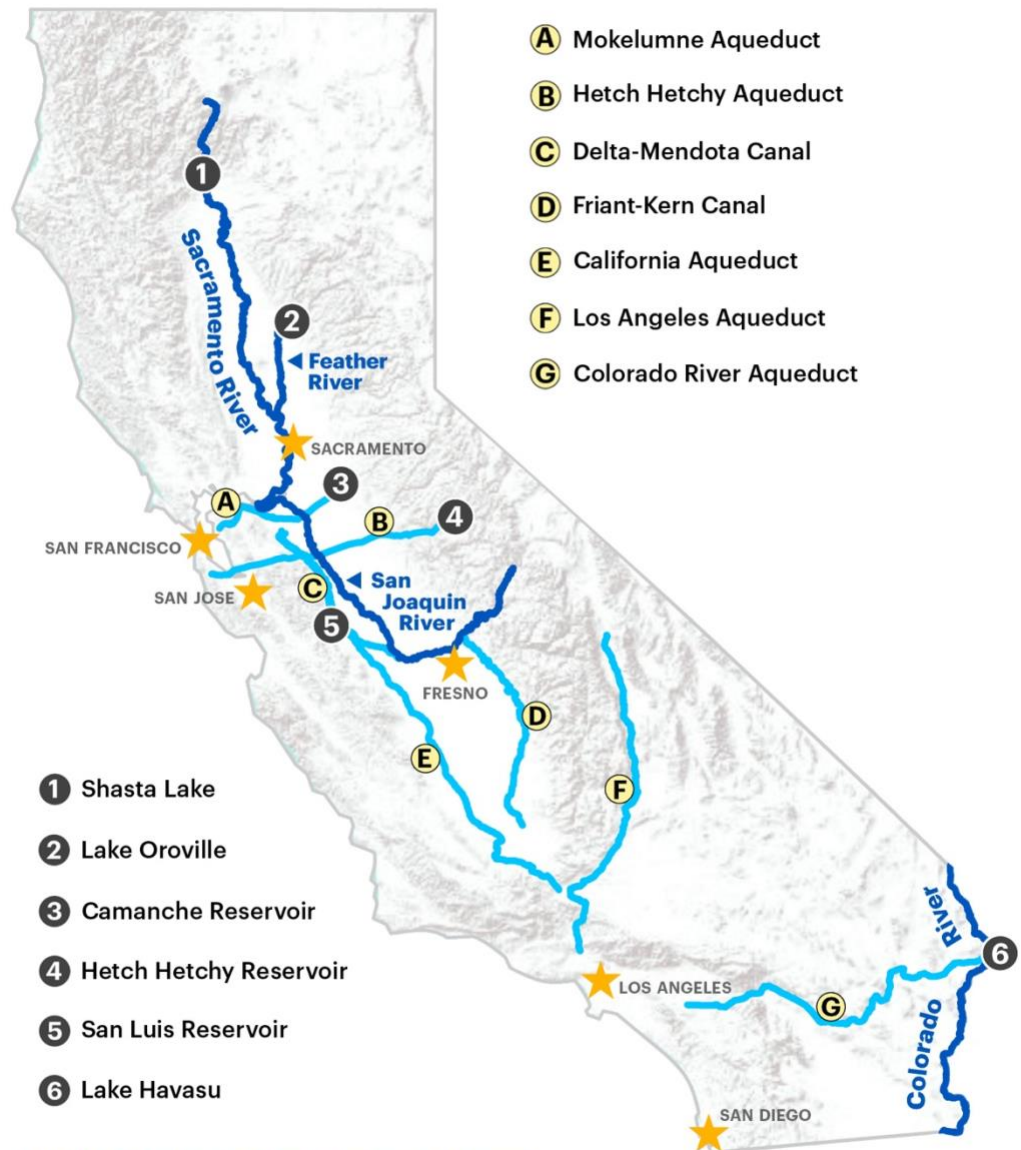 A Mokelumne Aqueduct
B Hetch Hetchy Aqueduct
C Delta-Mendota Canal
D Friant-Kern Canal
E California Aqueduct
F Los Angeles Aqueduct
G Colorado River Aqueduct
1
Sacramento River
2
Feather
River
SACRAMENTO
3
A
B
4
SAN FRANCISCO
C
San
Joaquin
River
SAN JOSE
5
FRESNO
D
E
F
1 Shasta Lake
2 Lake Oroville
3 Camanche Reservoir
4 Hetch Hetchy Reservoir
5 San Luis Reservoir
6 Lake Havasu
Colorado River
6
LOS ANGELES
G
SAN DIEGO